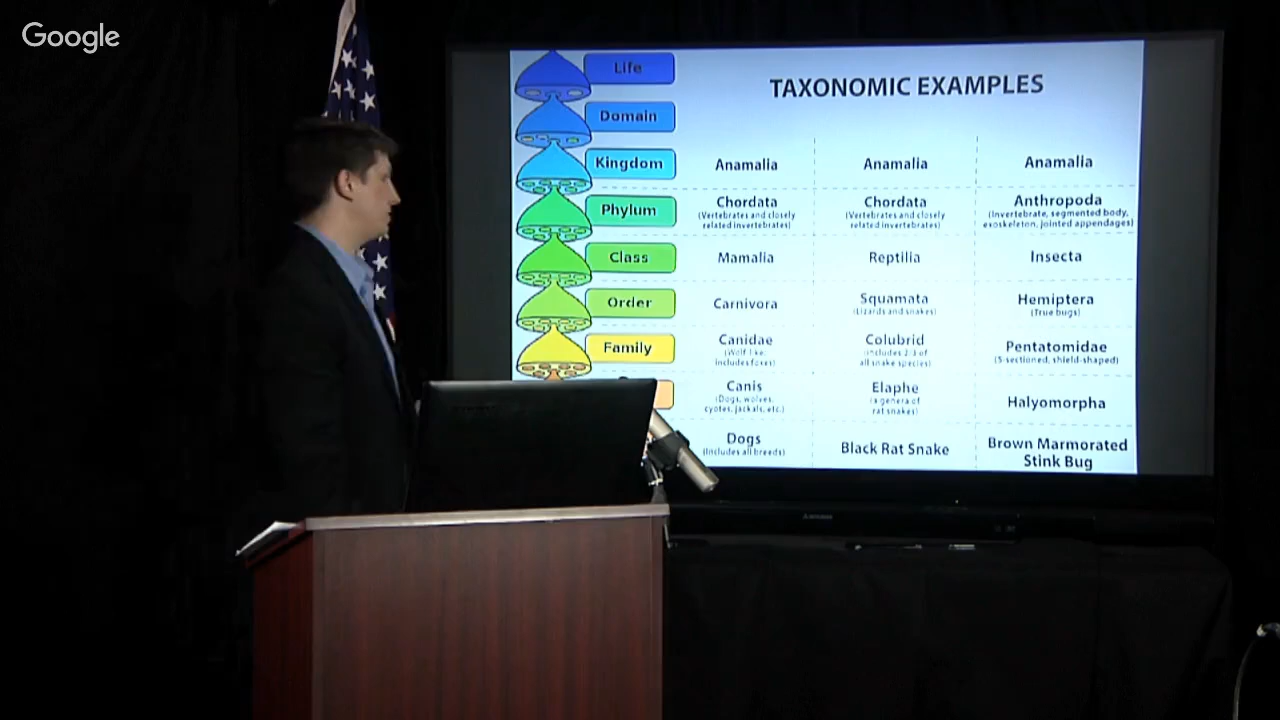 Google
TAXONOMIC EXAMPLES
Life
Domain
Kingdom
Anamalia
Anamalia
Anamalia
Phylum
Chordata
(Vertebrates and closely
related invertebrates)
Chordata
(Vertebrates and closely
related invertebrates)
Anthropoda
(Invertebrate, segmented body,
exoskeleton, jointed appendages)
Class
Mamalia
Reptilia
Insecta
Order
Carnivora
Squamata
(Lizards and snakes)
Hemiptera
(True bugs)
Family
Canidae
(Wolf-like,
includes foxes)
Colubrid
(includes 2/3 of
all snake species)
Pentatomidae
(5-sectioned, shield-shaped)
Canis
(Dogs, wolves,
cyotes, jackals, etc.)
Elaphe
(a genera of
rat snakes)
Halyomorpha
Dogs
(Includes all breeds)
Black Rat Snake
Brown Marmorated
Stink Bug